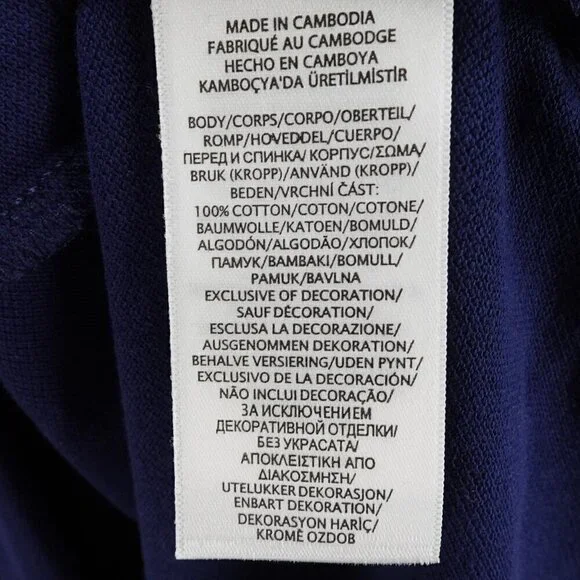 MADE IN CAMBODIA
FABRIQUÉ AU CAMBODGE
HECHO EN CAMBOYA
KAMBOÇYA'DA ÜRETİLMİSTİR
BODY/CORPS/CORPO/OBERTEIL/
ROMP/HOVEDDEL/CUERPO/
ПЕРЕД И СПИНКА/ КОРПУС/ΣΩΜΑ/
BRUK (KROPP)/ANVÄND (KROPP)/
BEDEN/VRCHNÍ ČÁST:
100% COTTON/COTON/COTONE/
BAUMWOLLE/KATOEN/BOMULD/
ALGODÓN/ALGODÃO/ХЛОПОК/
ПАМУК/ΒΑΜΒΑΚΙ/BOMULL/
PAMUK/BAVLNA
EXCLUSIVE OF DECORATION/
SAUF DÉCORATION/
ESCLUSA LA DECORAZIONE/
AUSGENOMMEN DEKORATION/
BEHALVE VERSIERING/UDEN PYNT/
EXCLUSIVO DE LA DECORACIÓN/
NÃO INCLUI DECORAÇÃO/
ЗА ИСКЛЮЧЕНИЕМ
ДЕКОРАТИВНОЙ ОТДЕЛКИ/
БЕЗ УКРАСАТА/
ΑΠΟΚΛΕΙΣΤΙΚΗ ΑΠΟ
ΔΙΑΚΟΣΜΗΣΗ/
UTELUKKER DEKORASJON/
ENBART DEKORATION/
DEKORASYON HARİÇ/
KROMĚ OZDOB